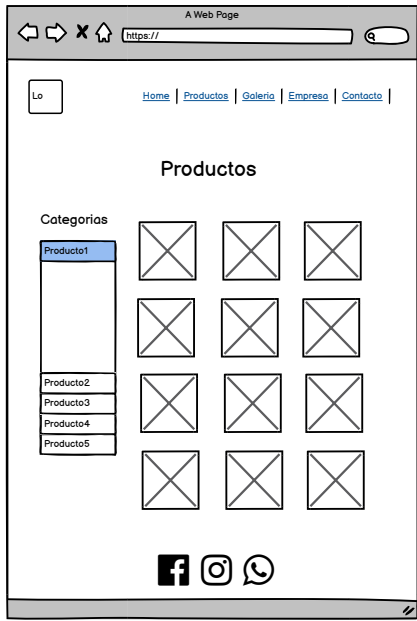 A Web Page
https://
Lo
Home | Productos | Galeria | Empresa | Contacto |
Productos
Categorias
Producto1
Producto2
Producto3
Producto4
Producto5